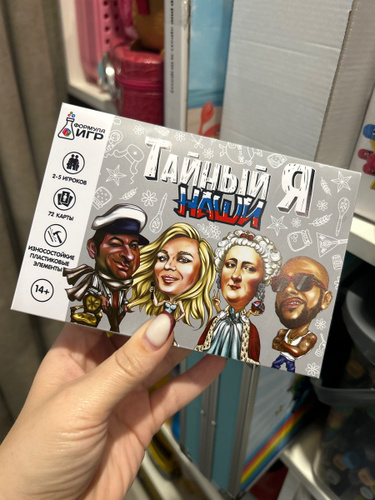 ФОРМУЛА
ИГР
2-5 ИГРОКОВ
72 КАРТЫ
ИЗНОСОСТОЙКИЕ
ПЛАСТИКОВЫЕ
ЭЛЕМЕНТЫ
14+
ТАЙНЫЙ Я
НАШИ